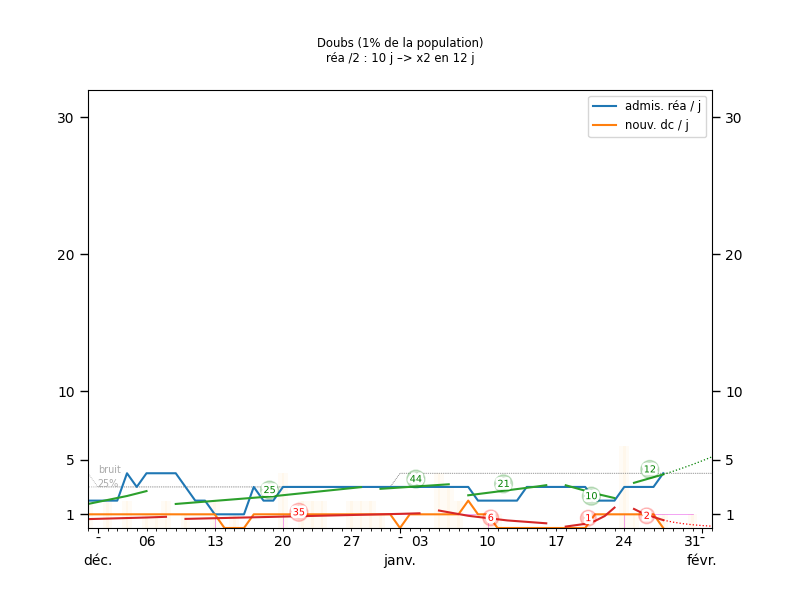 Doubs (1% de la population)
réa /2 : 10 j –> x2 en 12 j
admis. réa / j
nouv. dc / j
30 30
20 20
10 10
5 5
1 1
bruit
25%
25
44
21
10
12
35
6
1
2
- 06 13 20 27 - 03 10 17 24 31 -
déc. janv. févr.